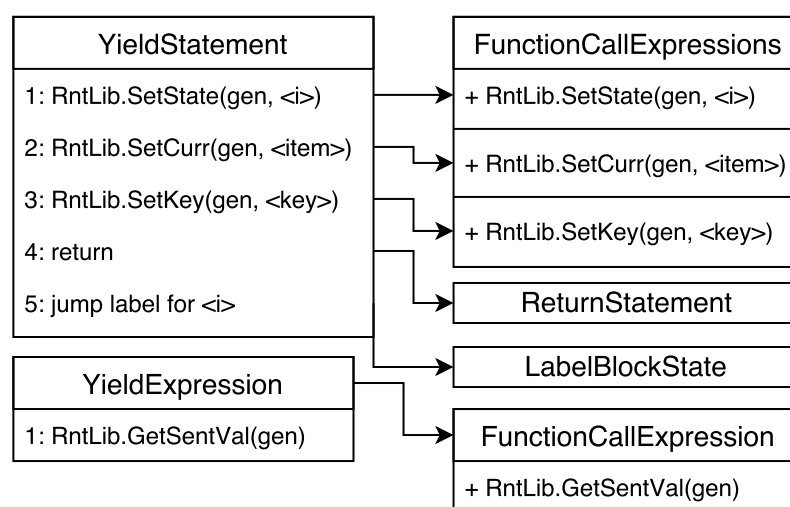 YieldStatement
1: RntLib.SetState(gen, <i>)
2: RntLib.SetCurr(gen, <item>)
3: RntLib.SetKey(gen, <key>)
4: return
5: jump label for <i>
YieldExpression
1: RntLib.GetSentVal(gen)
FunctionCallExpressions
+ RntLib.SetState(gen, <i>)
+ RntLib.SetCurr(gen, <item>)
+ RntLib.SetKey(gen, <key>)
ReturnStatement
LabelBlockState
FunctionCallExpression
+ RntLib.GetSentVal(gen)